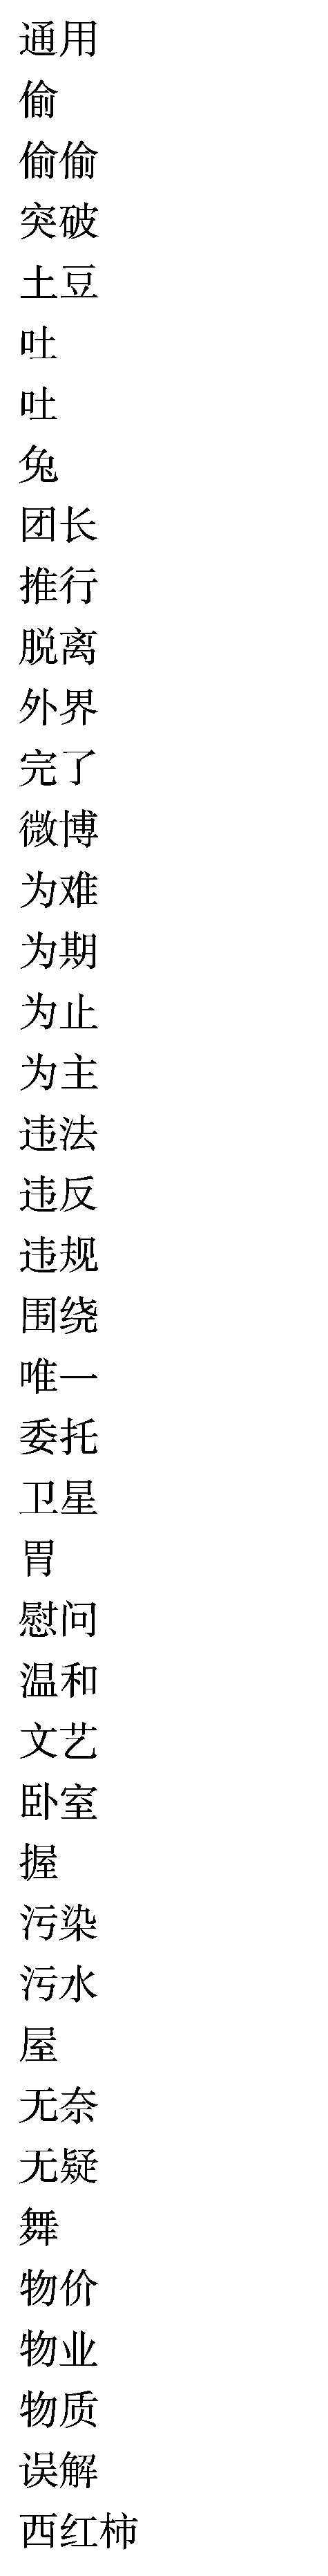 通用
偷
偷偷
突破
土豆
吐
吐
兔
团长
推行
脱离
外界
完了
微博
为难
为期
为止
为主
违法
违反
违规
围绕
唯一
委托
卫星
胃
慰问
温和
文艺
卧室
握
污染
污水
屋
无奈
无疑
舞
物价
物业
物质
误解
西红柿